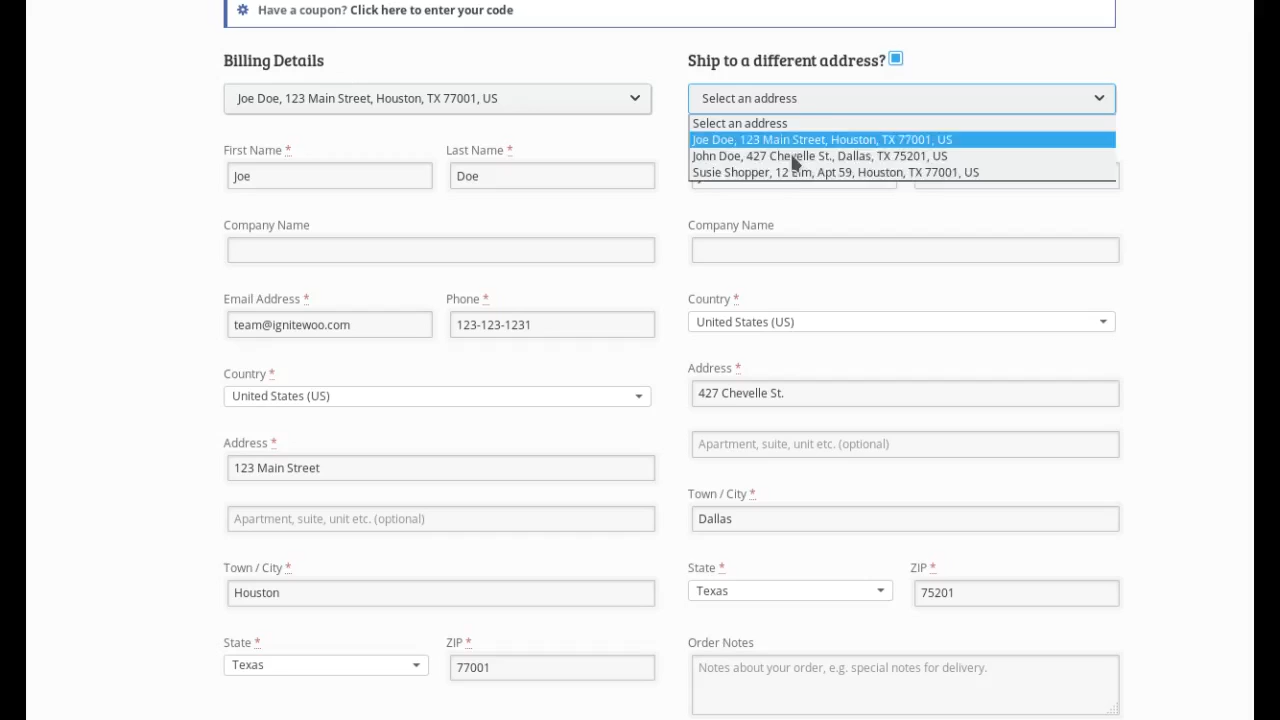 Have a coupon? Click here to enter your code
Billing Details
Joe Doe, 123 Main Street, Houston, TX 77001, US
First Name *
Last Name *
Joe
Doe
Company Name
Email Address *
Phone *
team@ignitewoo.com
123-123-1231
Country *
United States (US)
Address *
123 Main Street
Apartment, suite, unit etc. (optional)
Town / City *
Houston
State *
ZIP *
Texas
77001
Ship to a different address?
Select an address
Select an address
Joe Doe, 123 Main Street, Houston, TX 77001, US
John Doe, 427 Chevelle St., Dallas, TX 75201, US
Susie Shopper, 12 Elm, Apt 59, Houston, TX 77001, US
Company Name
Country *
United States (US)
Address *
427 Chevelle St.
Apartment, suite, unit etc. (optional)
Town / City *
Dallas
State *
ZIP *
Texas
75201
Order Notes
Notes about your order, e.g. special notes for delivery.